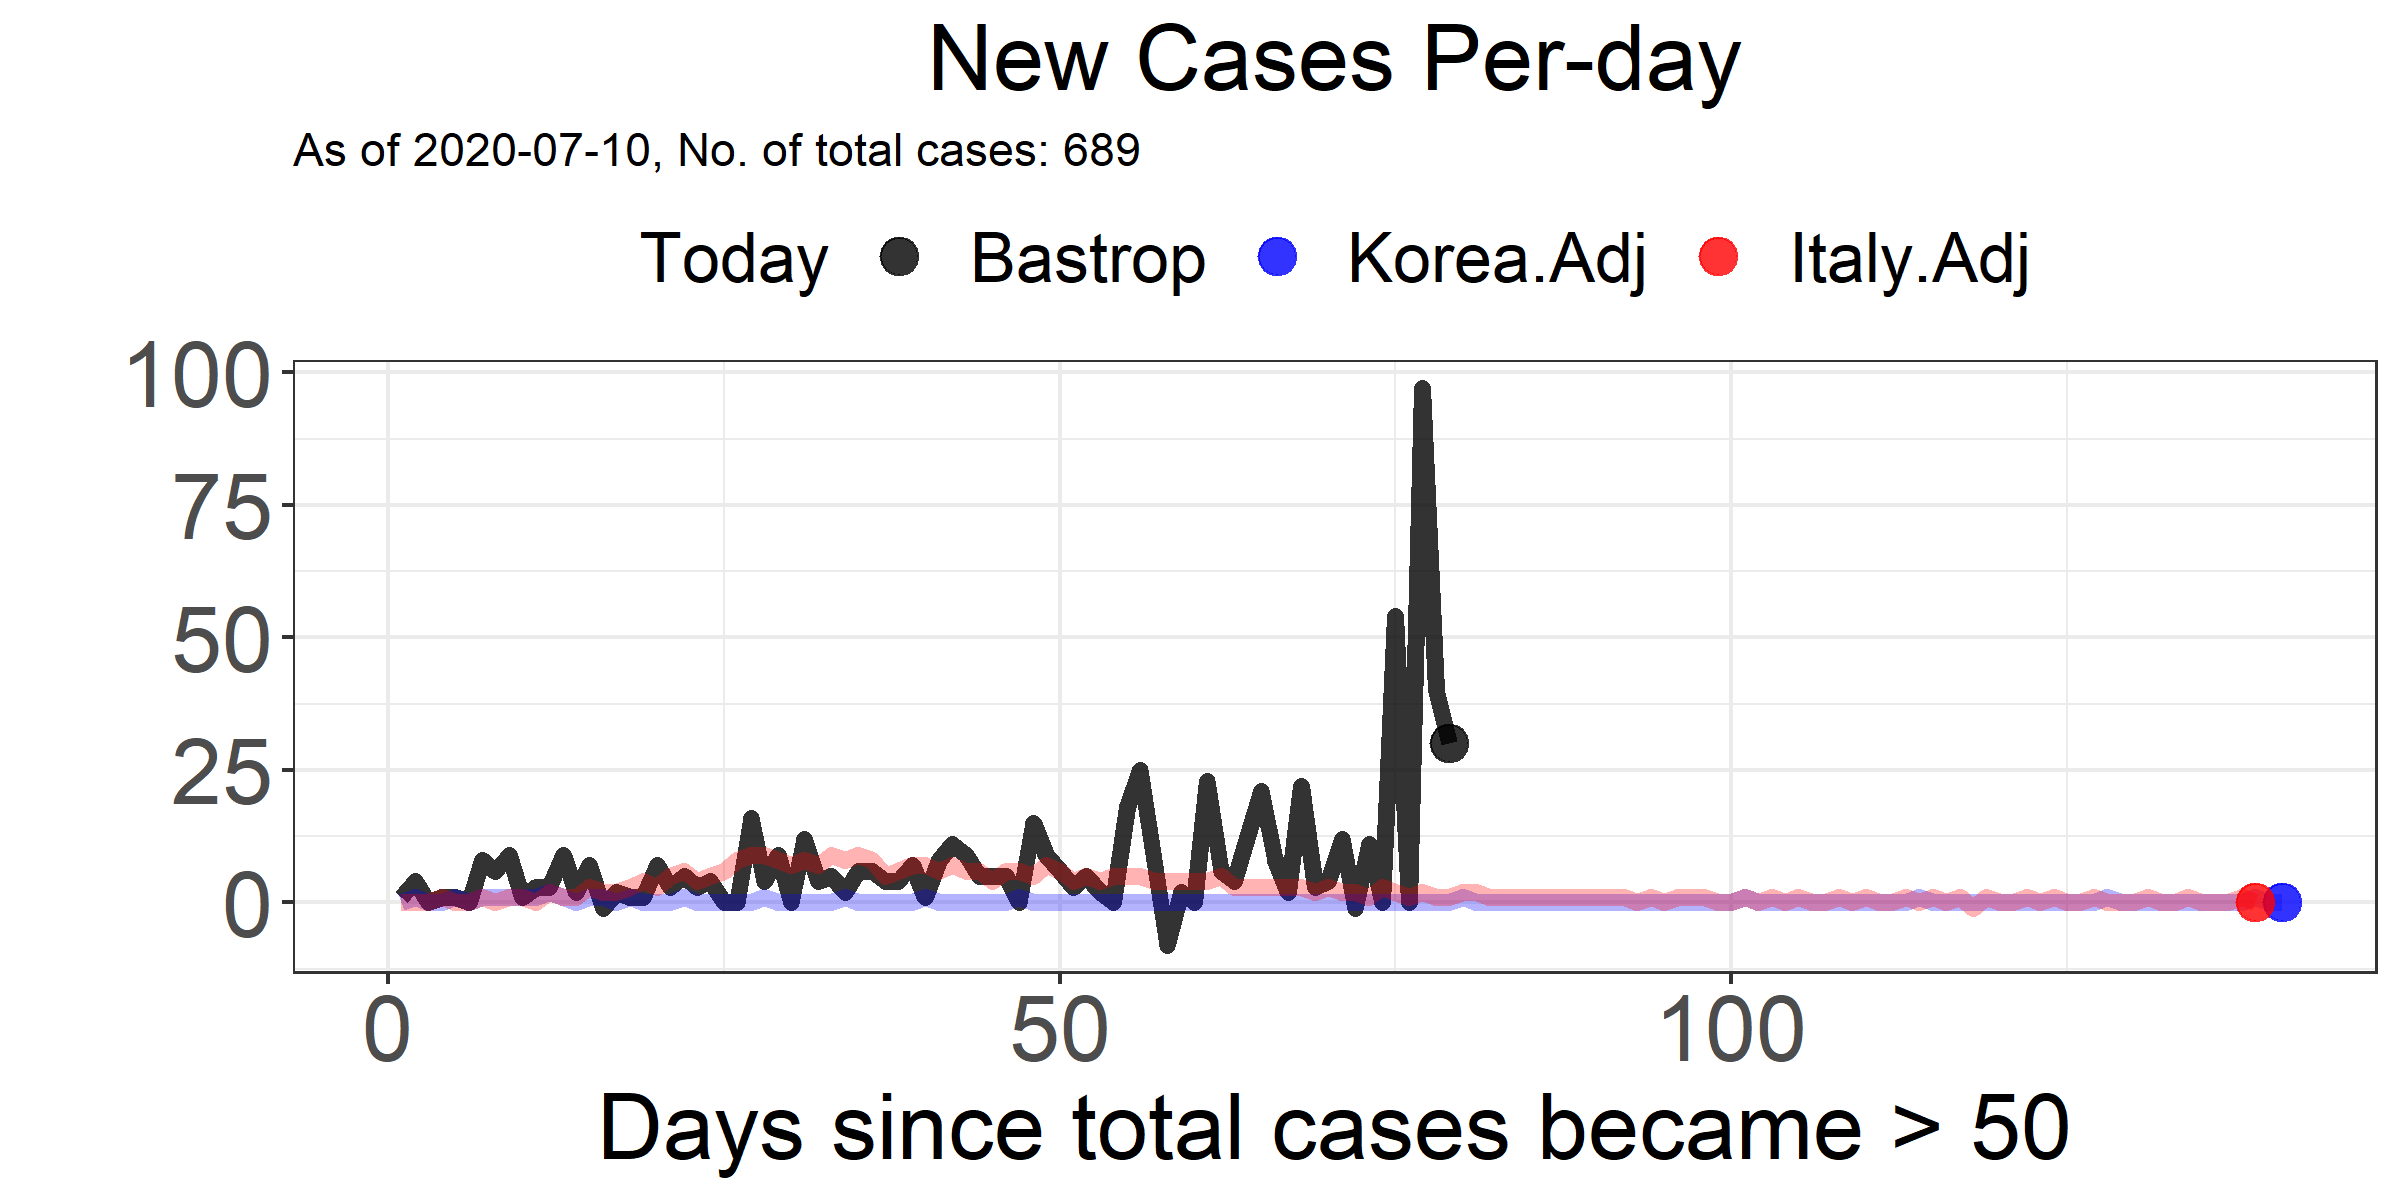 New Cases Per-day
As of 2020-07-10, No. of total cases: 689
Today Bastrop Korea.Adj Italy.Adj
100
75
50
25
0
0 50 100
Days since total cases became > 50